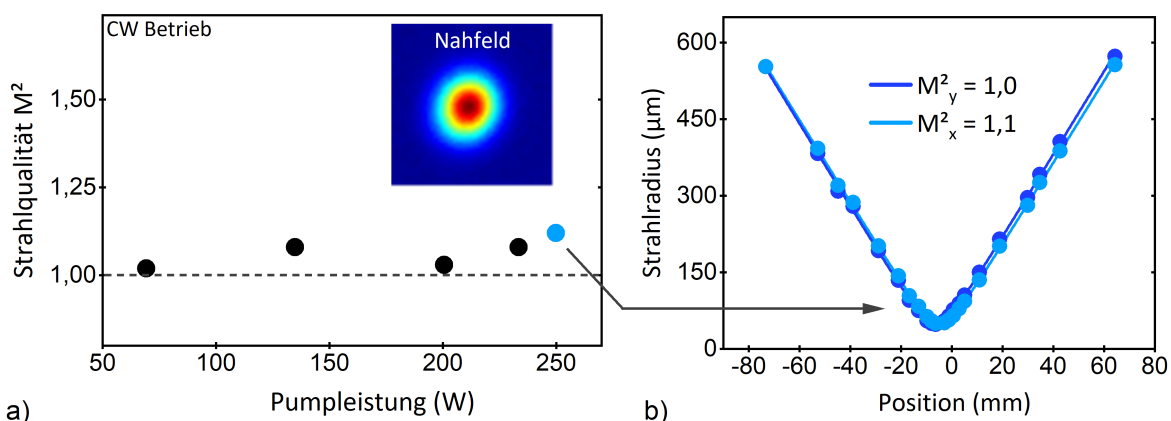 CW Betrieb
Nahfeld
Strahlqualität M²
1,50
1,25
1,00
50
100
150
200
250
Pumpleistung (W)
a)
Strahlradius (µm)
600
450
300
150
0
M²y = 1,0
M²x = 1,1
-80
-60
-40
-20
0
20
40
60
80
Position (mm)
b)